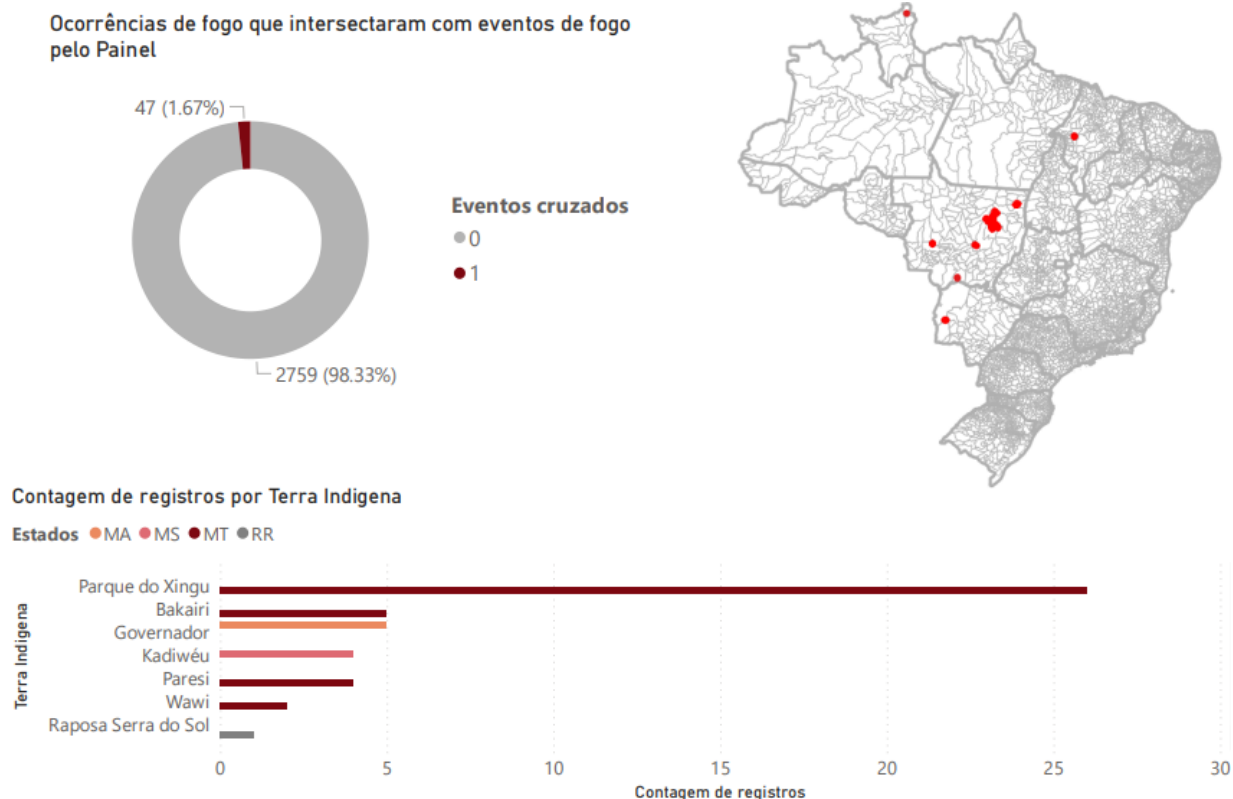 Ocorrências de fogo que intersectaram com eventos de fogo
pelo Painel
47 (1.67%)
2759 (98.33%)
Eventos cruzados
0
1
Contagem de registros por Terra Indigena
Estados MA MS MT RR
Terra Indigena
Parque do Xingu
Bakairi
Governador
Kadiwéu
Paresi
Wawi
Raposa Serra do Sol
0 5 10 15 20 25 30
Contagem de registros